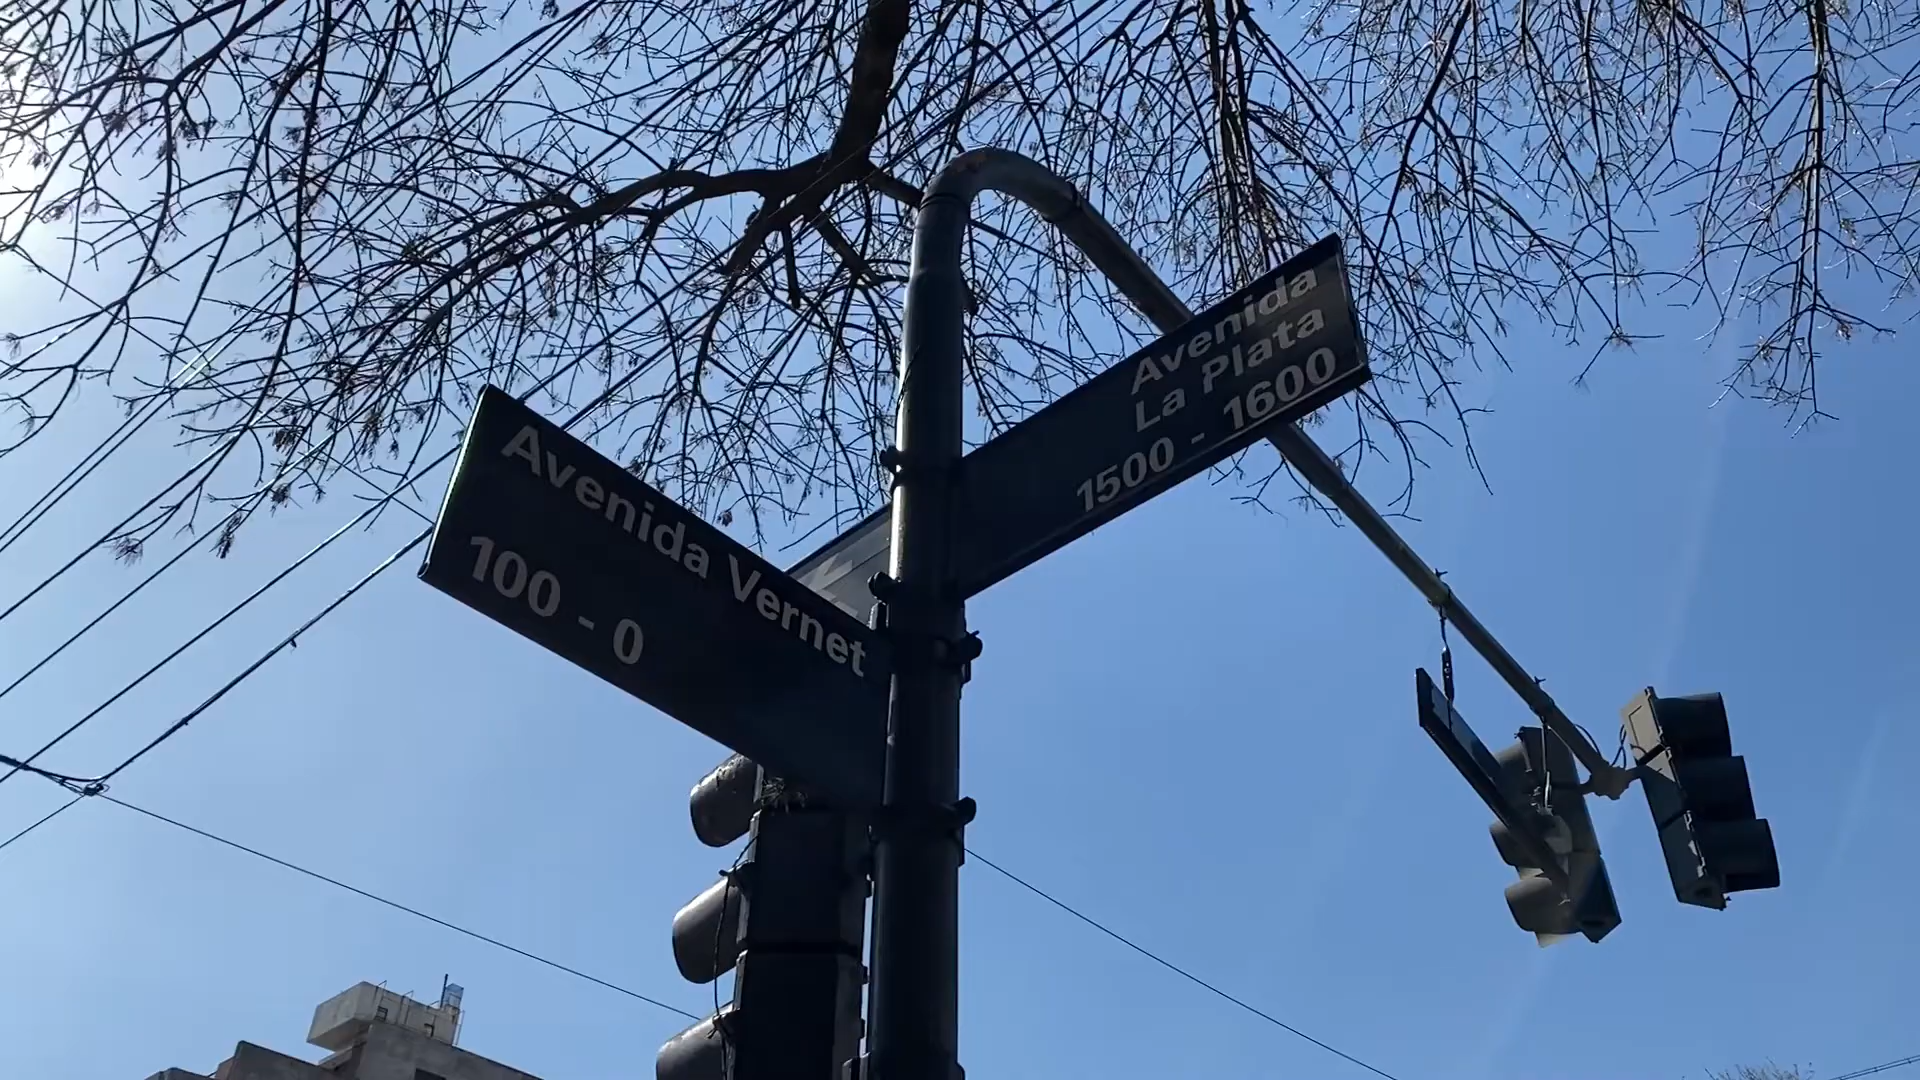 Avenida Vernet
100 - 0
Avenida
La Plata
1500 - 1600